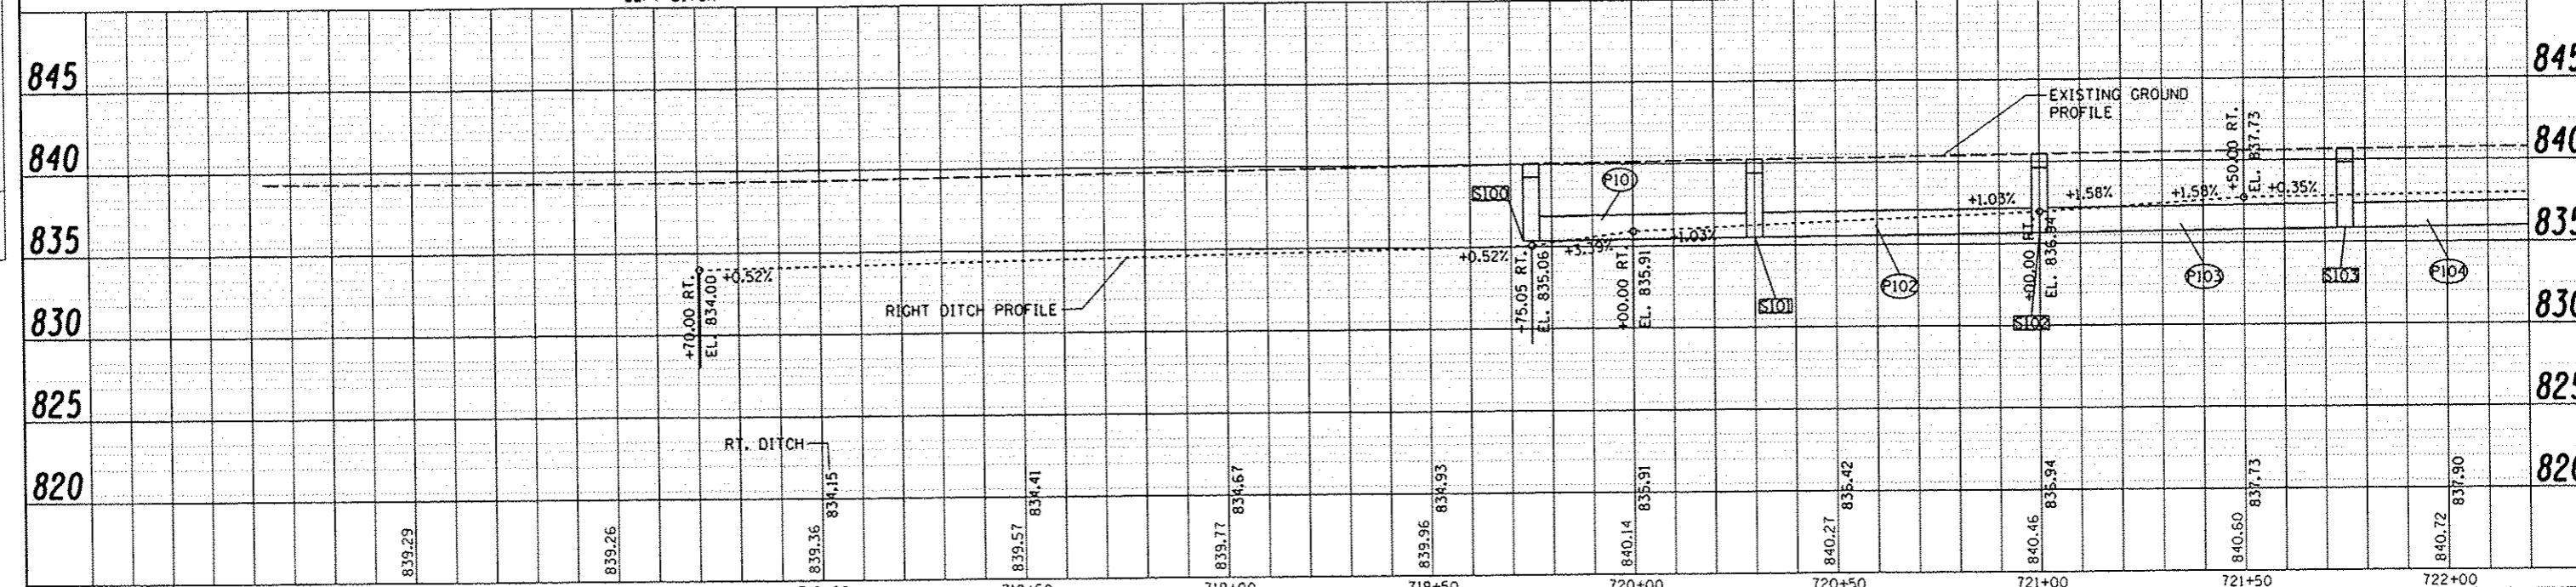 845
845
EXISTING GROUND
PROFILE
+50.00 RT.
EL. 837.73
840
840
S100
P101
+1.03%
+1.58%
+1.58%
+0.35%
835
835
+0.52%
+0.52%
+3.39%
+1.03%
+70.00 RT.
EL. 834.00
+75.05 RT.
EL. 835.06
+00.00 RT.
EL. 835.91
+00.00 RT.
EL. 836.94
P102
P103
S103
P104
RIGHT DITCH PROFILE
S101
S102
830
830
825
825
RT. DITCH
820
820
834.15
834.41
834.67
834.93
835.91
836.42
836.94
837.73
837.90
839.29
839.26
839.36
839.57
839.77
839.96
840.14
840.27
840.46
840.60
840.72
720+00
720+50
721+00
721+50
722+00